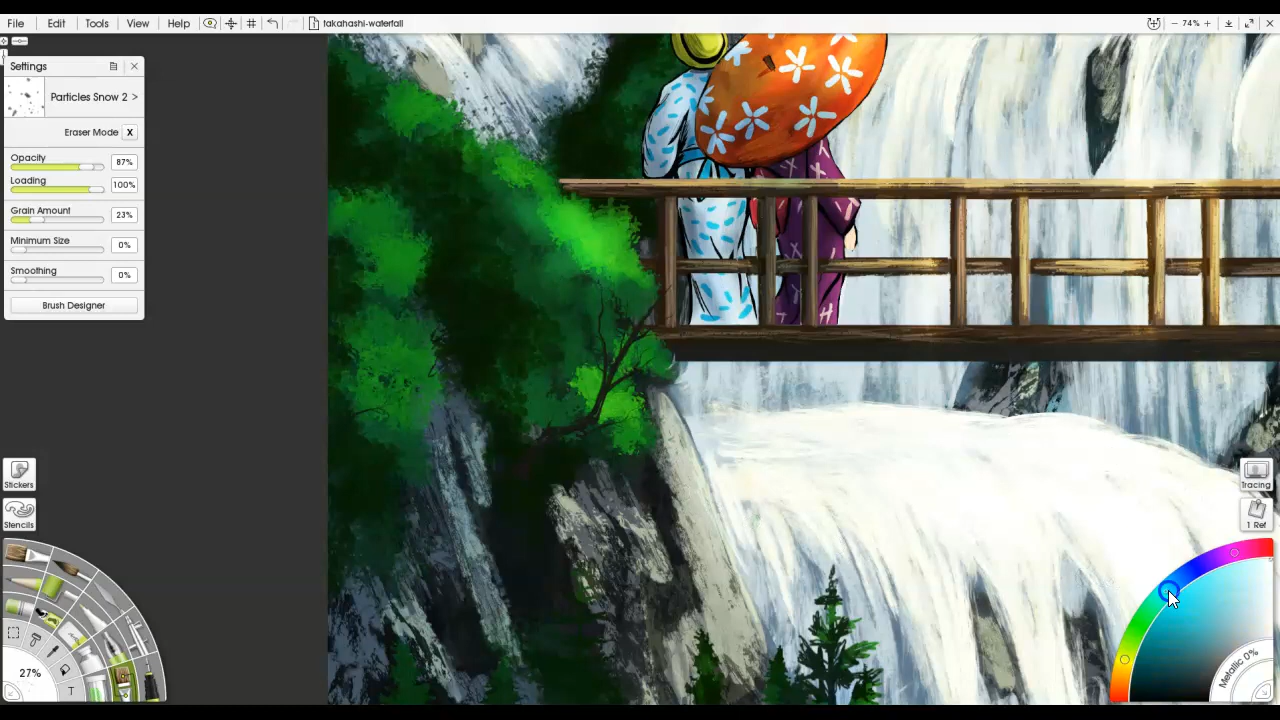 File Edit Tools View Help takahashi-waterfall − 74% +
Settings
Particles Snow 2 >
Eraser Mode X
Opacity 87%
Loading 100%
Grain Amount 23%
Minimum Size 0%
Smoothing 0%
Brush Designer
Stickers
Stencils
Tracing
1 Ref
27%
T
Metallic 0%